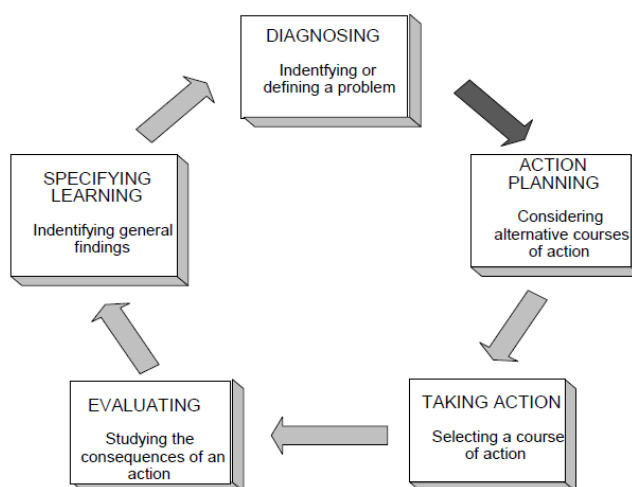 DIAGNOSING
Indentfying or
defining a problem
ACTION
PLANNING
Considering
alternative courses
of action
TAKING ACTION
Selecting a course
of action
EVALUATING
Studying the
consequences of an
action
SPECIFYING
LEARNING
Indentifying general
findings